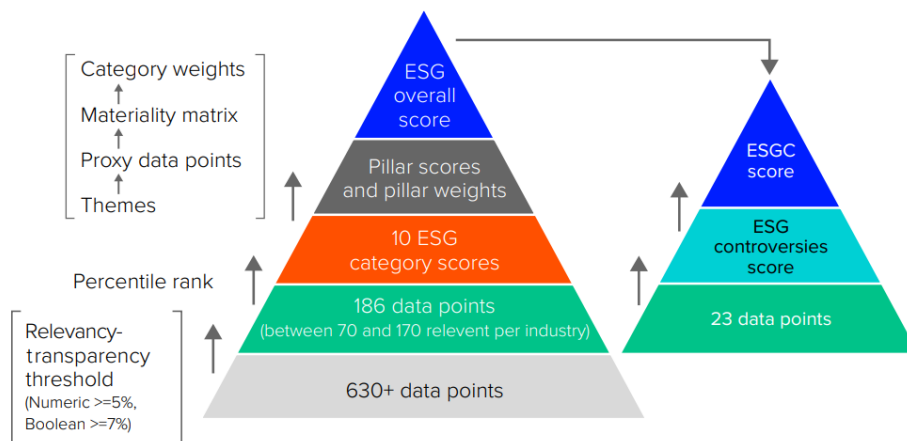 Category weights
Materiality matrix
Proxy data points
Themes
Percentile rank
Relevancy-
transparency
threshold
(Numeric >=5%,
Boolean >=7%)
ESG
overall
score
Pillar scores
and pillar weights
10 ESG
category scores
186 data points
(between 70 and 170 relevent per industry)
630+ data points
ESGC
score
ESG
controversies
score
23 data points